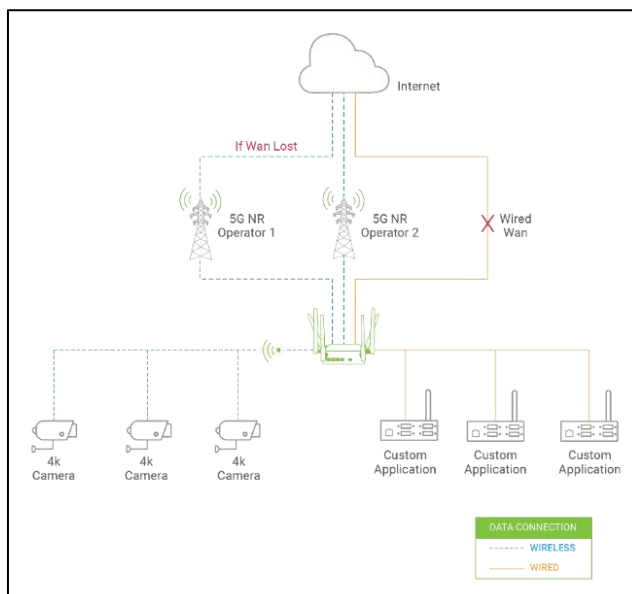 Internet
If Wan Lost
5G NR
Operator 1
5G NR
Operator 2
Wired
Wan
4k
Camera
4k
Camera
4k
Camera
Custom
Application
Custom
Application
Custom
Application
DATA CONNECTION
WIRELESS
WIRED